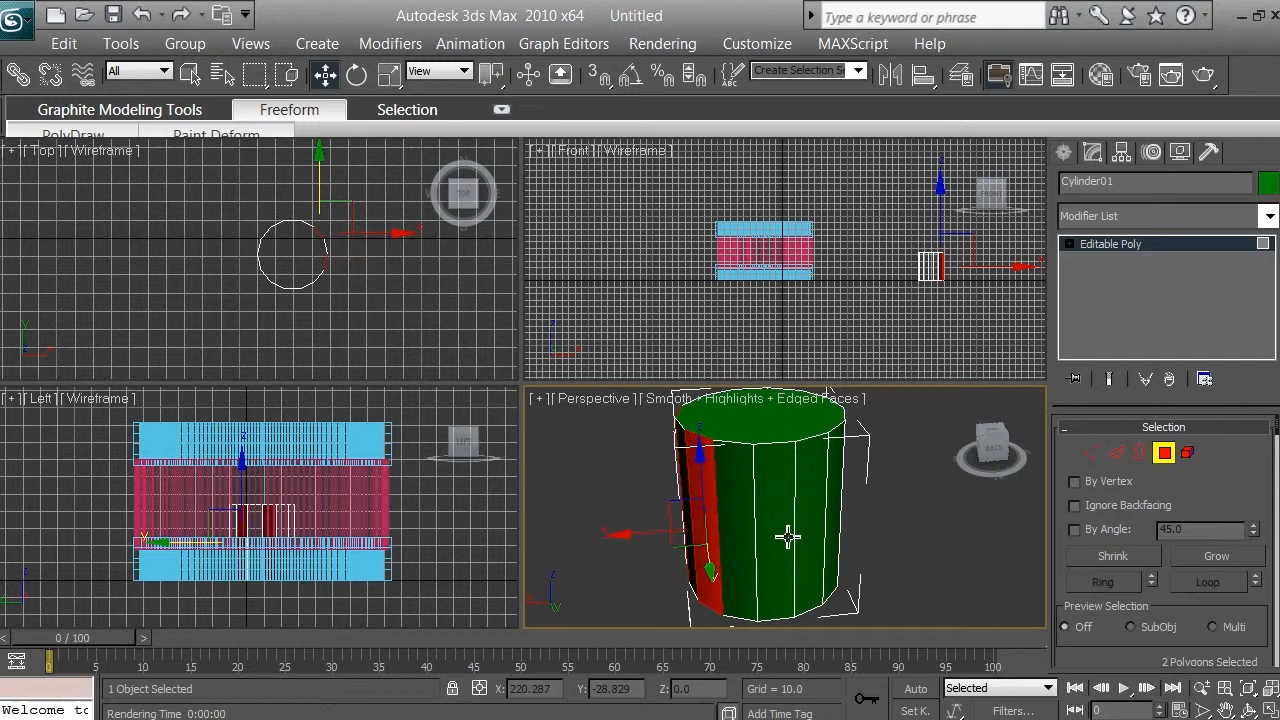 Autodesk 3ds Max 2010 x64 Untitled
Type a keyword or phrase
Edit Tools Group Views Create Modifiers Animation Graph Editors Rendering Customize MAXScript Help
All View Create Selection Se
Graphite Modeling Tools Freeform Selection
PolyDraw Paint Deform
[ + ][ Top ][ Wireframe ]
TOP
[ + ][ Front ][ Wireframe ]
FRONT
Cylinder01
Modifier List
Editable Poly
[ + ][ Left ][ Wireframe ]
LEFT
[ + ][ Perspective ][ Smooth + Highlights + Edged Faces ]
BACK
Selection
By Vertex
Ignore Backfacing
By Angle: 45.0
Shrink Grow
Ring Loop
Preview Selection
Off SubObj Multi
2 Polygons Selected
0 / 100
0 5 10 15 20 25 30 35 40 45 50 55 60 65 70 75 80 85 90 95 100
1 Object Selected X: 220.287 Y: -28.829 Z: 0.0 Grid = 10.0 Auto Selected
Welcome to Rendering Time 0:00:00 Add Time Tag Set K. Filters... 0